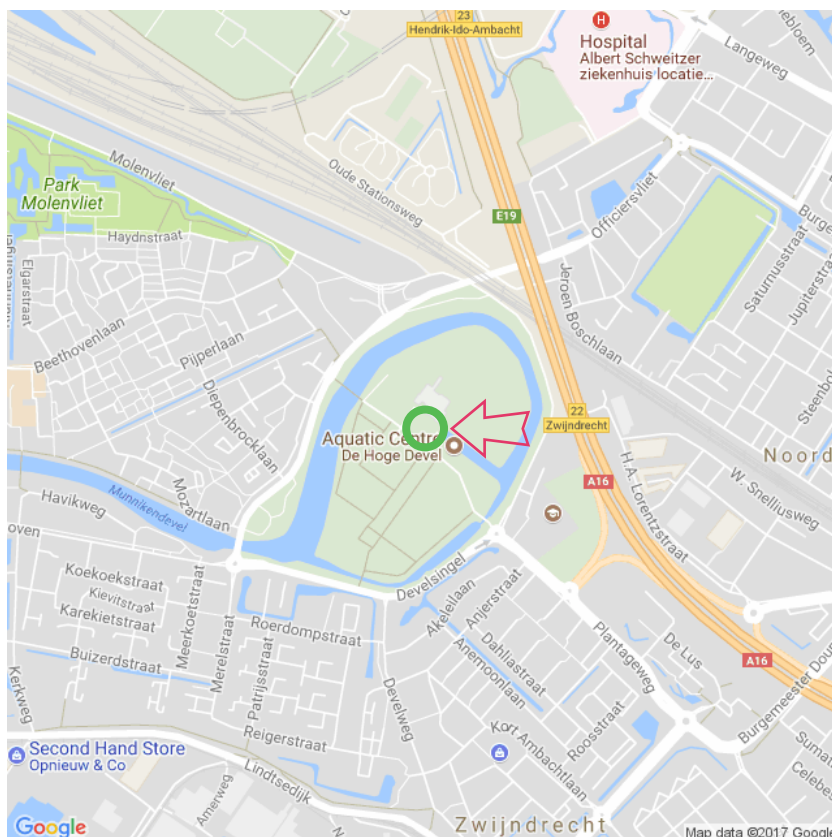 23
Hendrik-Ido-Ambacht
H
Hospital
Albert Schweitzer
ziekenhuis locatie...
Langeweg
Molenvliet
Oude Stationsweg
Park
Molenvliet
E19
Officiersvliet
Haydnstraat
Elgarstraat
Saturnusstraat
Jeroen Boschlaan
Beethovenlaan
Pijperlaan
Diepenbrocklaan
22
Zwijndrecht
Aquatic Centre
De Hoge Devel
Noord
A16
Munnikendevel
Mozartlaan
Havikweg
H.A. Lorentzstraat
W. Snelliusweg
Koekoekstraat
Kievitstraat
Karekietstraat
Meerkoetstraat
Merelstraat
Roerdompstraat
Develsingel
Akelellaan
Anjerstraat
Dahliastraat
Anemoonlaan
Plantageweg
De Lus
Buizerdstraat
Patrijsstraat
A16
Kerkweg
Develweg
Roosstraat
Reigerstraat
Kort Ambachtlaan
Second Hand Store
Opnieuw & Co
Lindtsedijk
Amerweg
Zwijndrecht
Google
Map data ©2017 Google